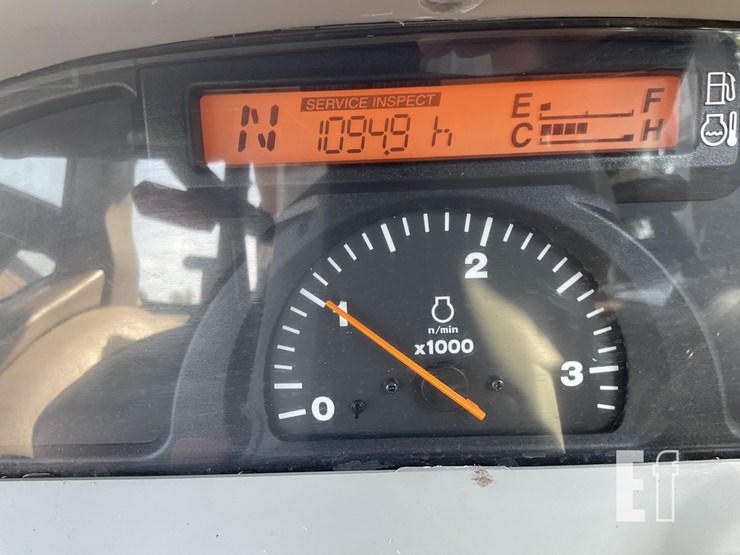 SERVICE INSPECT
N 1094.9 h
E F
C H
0 1 2 3
n/min
x1000
Ef